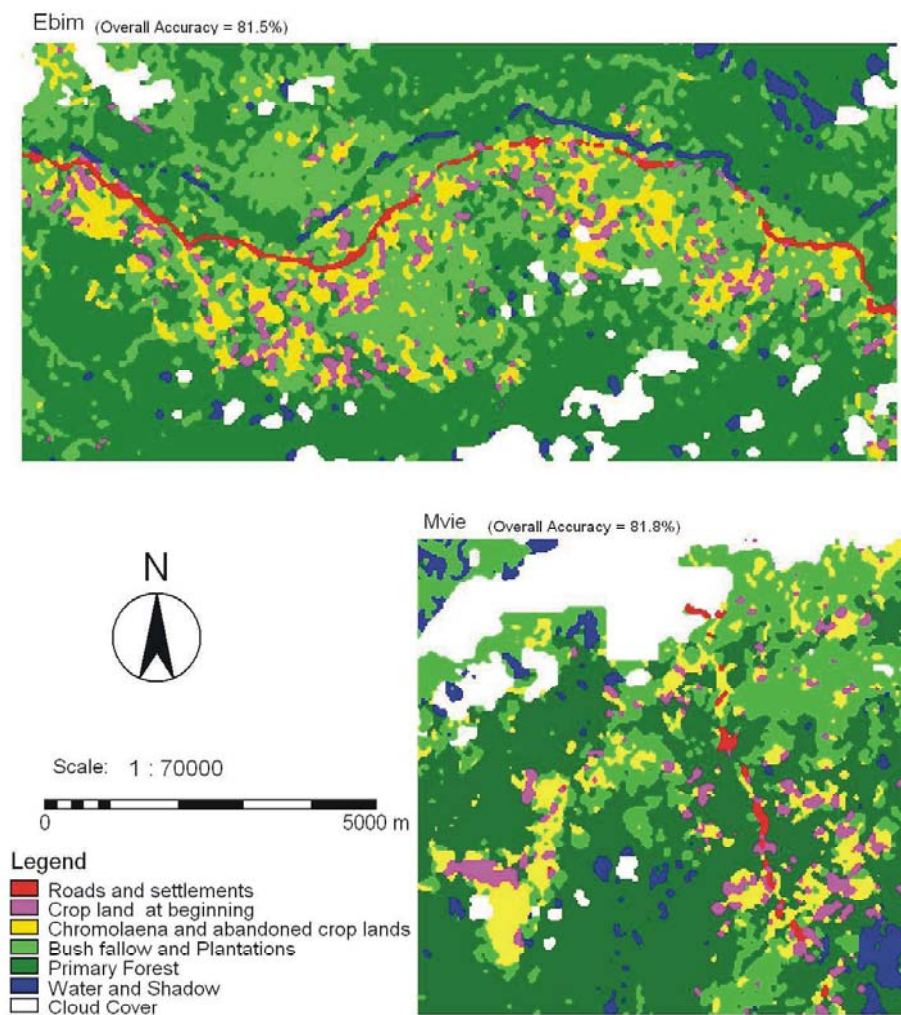 Ebim (Overall Accuracy = 81.5%)
Mvie (Overall Accuracy = 81.8%)
N
Scale: 1 : 70000
0 5000 m
Legend
Roads and settlements
Crop land at beginning
Chromolaena and abandoned crop lands
Bush fallow and Plantations
Primary Forest
Water and Shadow
Cloud Cover